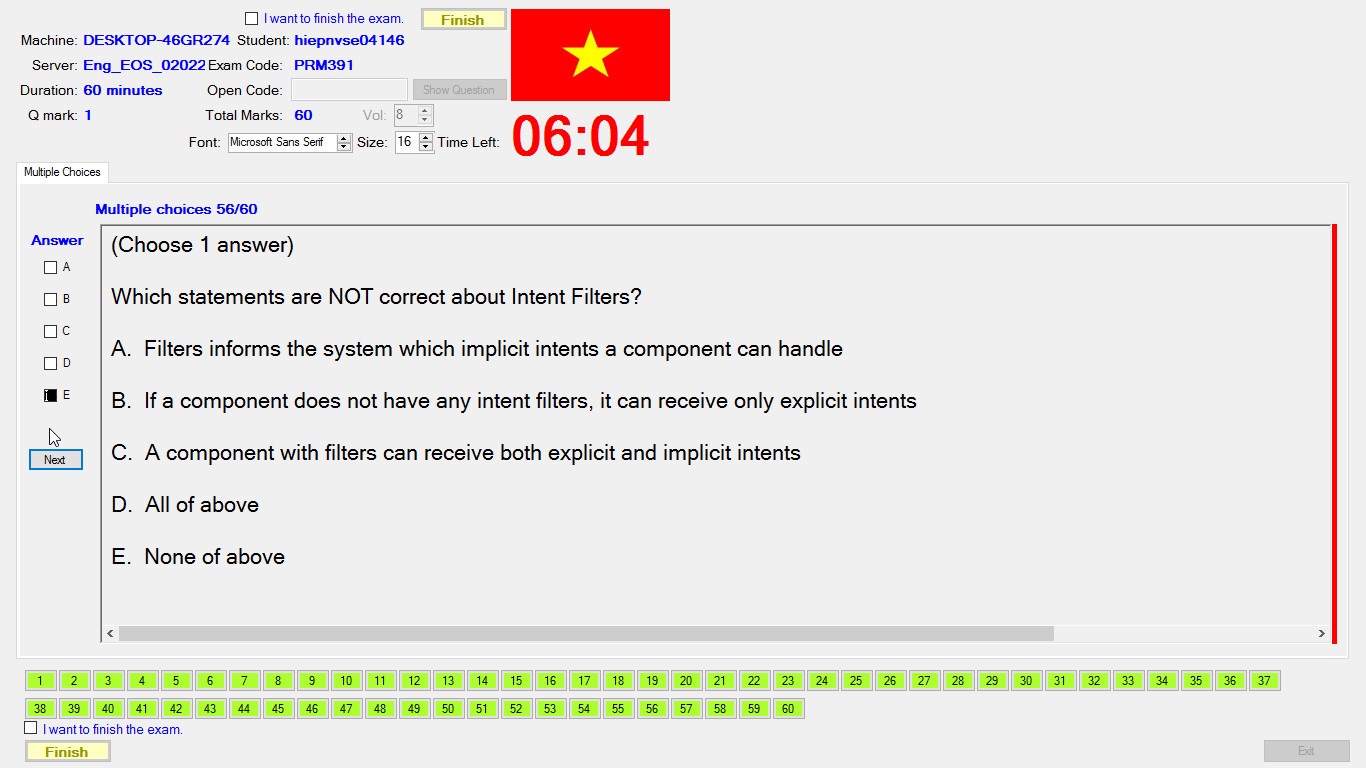 I want to finish the exam. Finish
Machine: DESKTOP-46GR274 Student: hiepnvse04146
Server: Eng_EOS_02022 Exam Code: PRM391
Duration: 60 minutes Open Code: Show Question
Q mark: 1 Total Marks: 60 Vol: 8
Font: Microsoft Sans Serif Size: 16 Time Left: 06:04
Multiple Choices
Multiple choices 56/60
Answer
A
B
C
D
E
Next
(Choose 1 answer)
Which statements are NOT correct about Intent Filters?
A. Filters informs the system which implicit intents a component can handle
B. If a component does not have any intent filters, it can receive only explicit intents
C. A component with filters can receive both explicit and implicit intents
D. All of above
E. None of above
1 2 3 4 5 6 7 8 9 10 11 12 13 14 15 16 17 18 19 20 21 22 23 24 25 26 27 28 29 30 31 32 33 34 35 36 37
38 39 40 41 42 43 44 45 46 47 48 49 50 51 52 53 54 55 56 57 58 59 60
I want to finish the exam.
Finish Exit